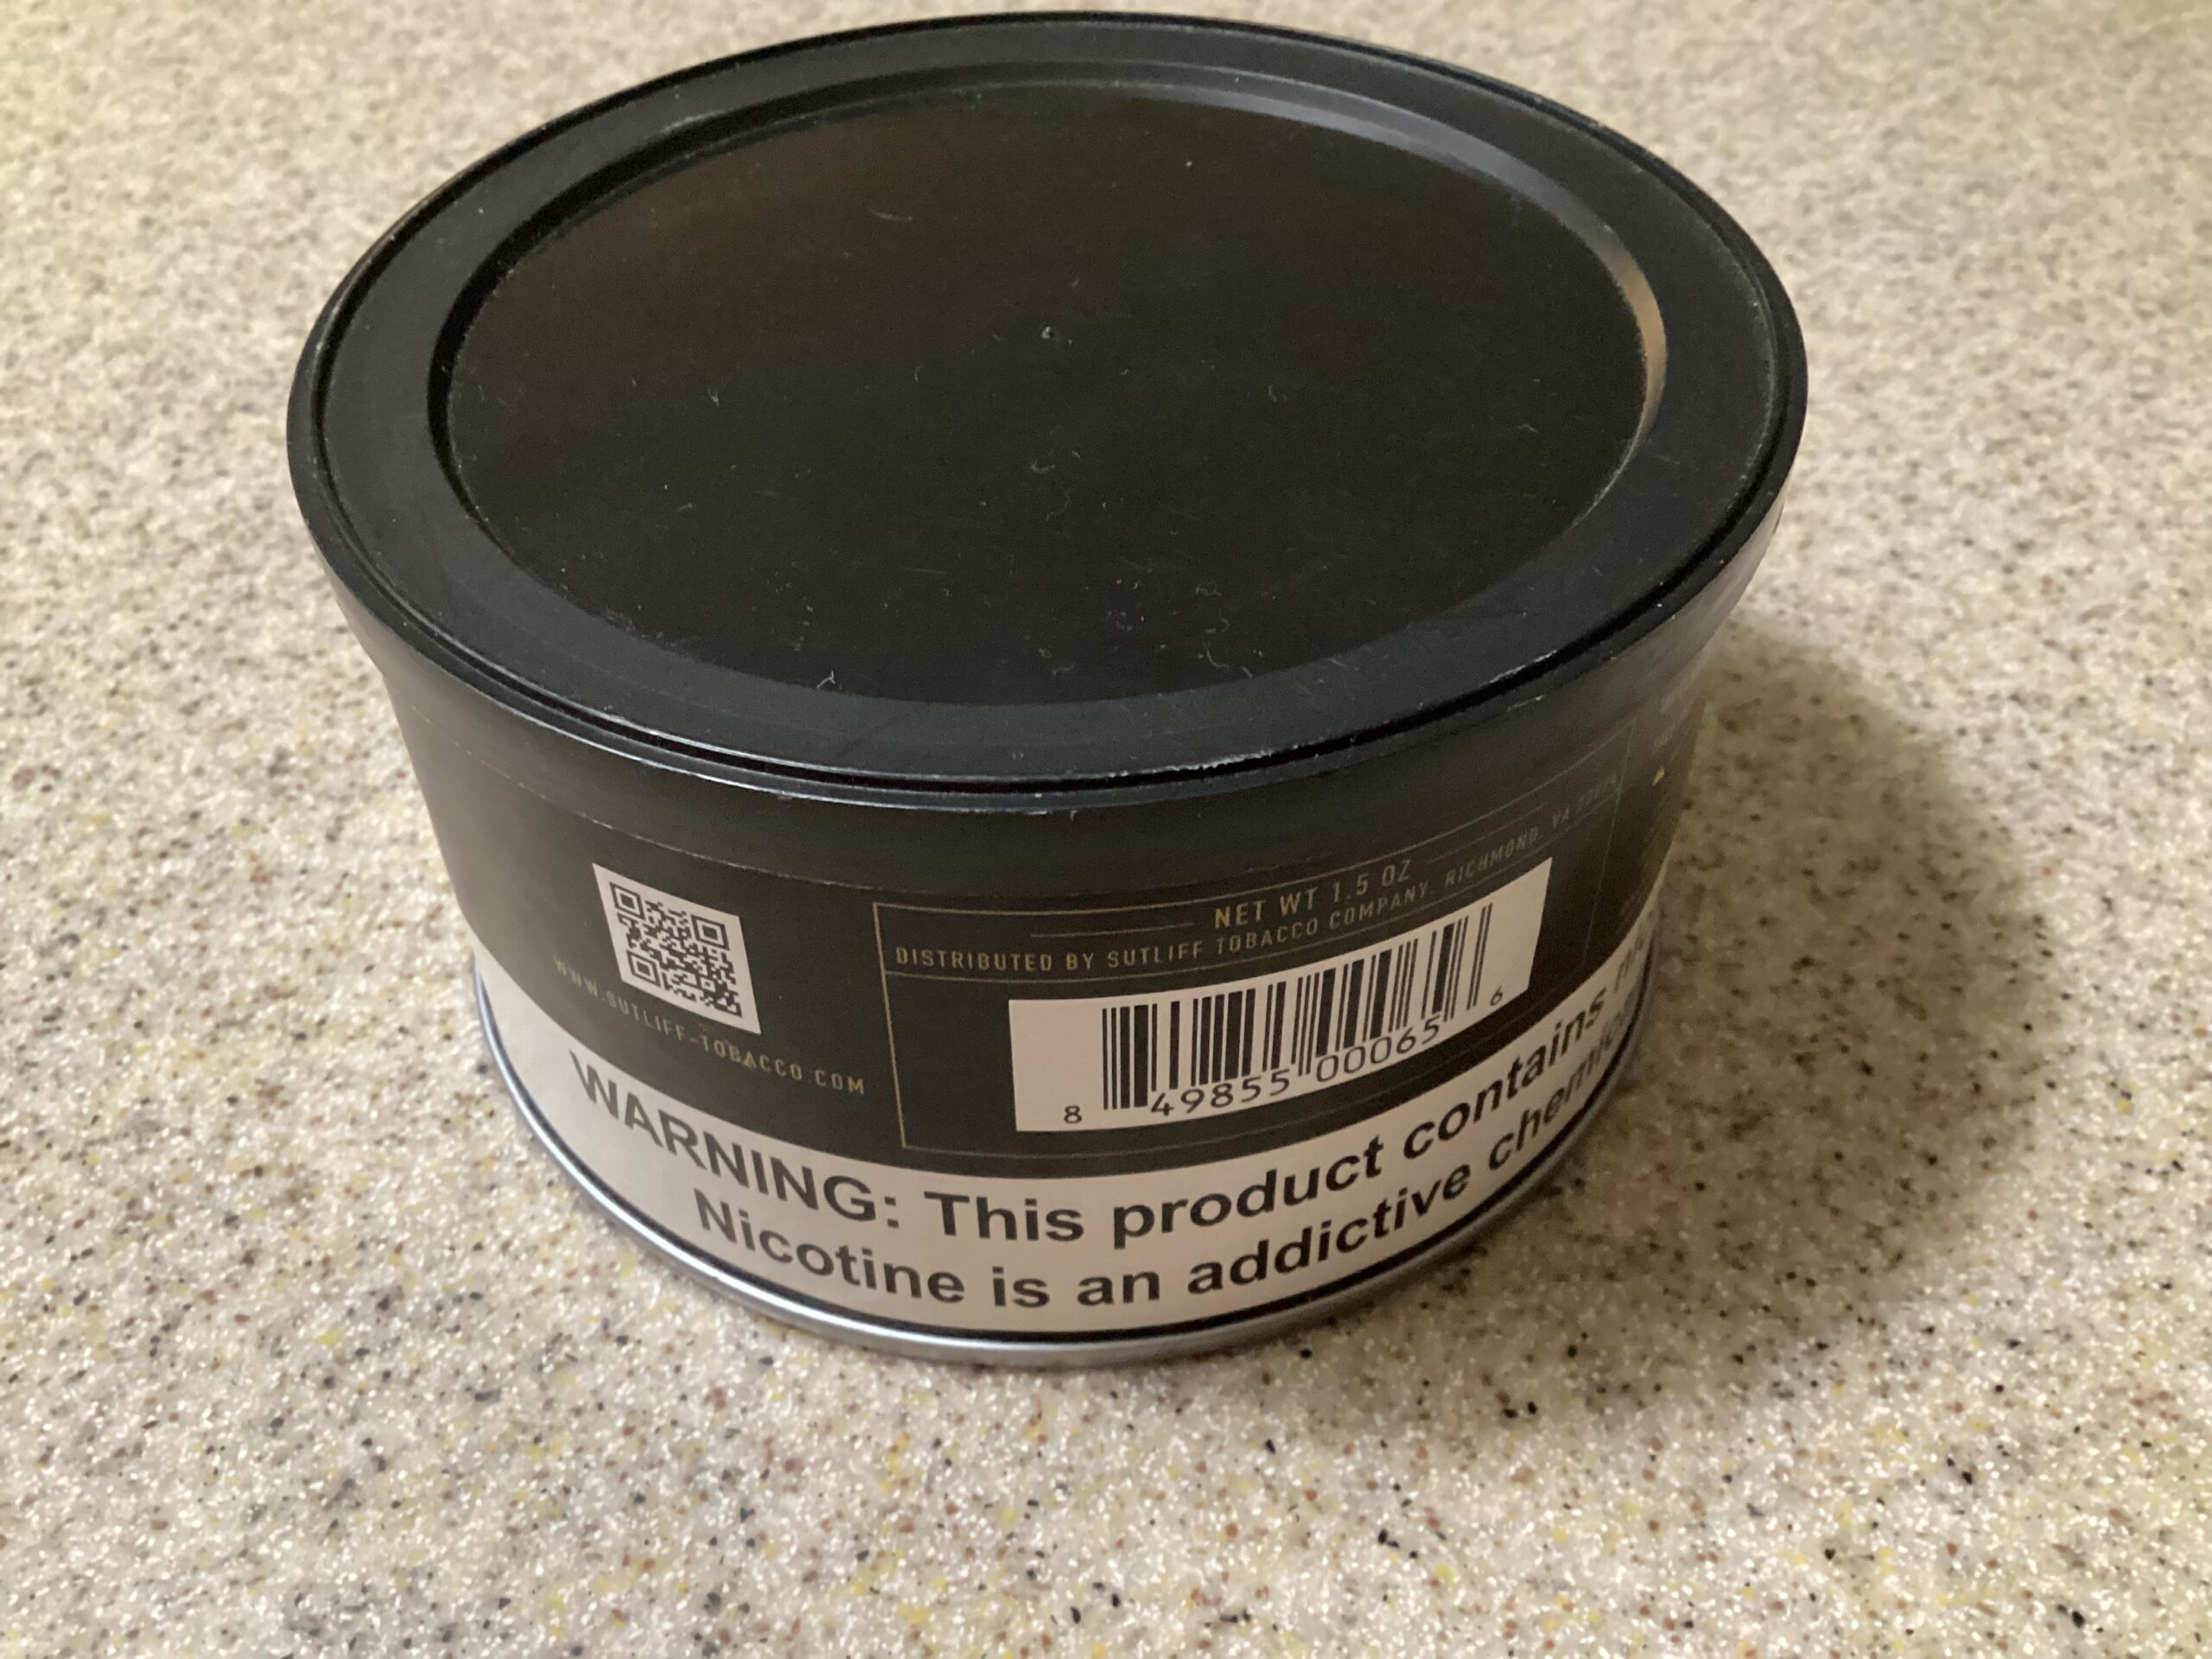 NET WT 1.5 OZ
DISTRIBUTED BY SUTLIFF TOBACCO COMPANY, RICHMOND, VA
8 49855 00065 6
WWW.SUTLIFF-TOBACCO.COM
WARNING: This product contains
Nicotine is an addictive